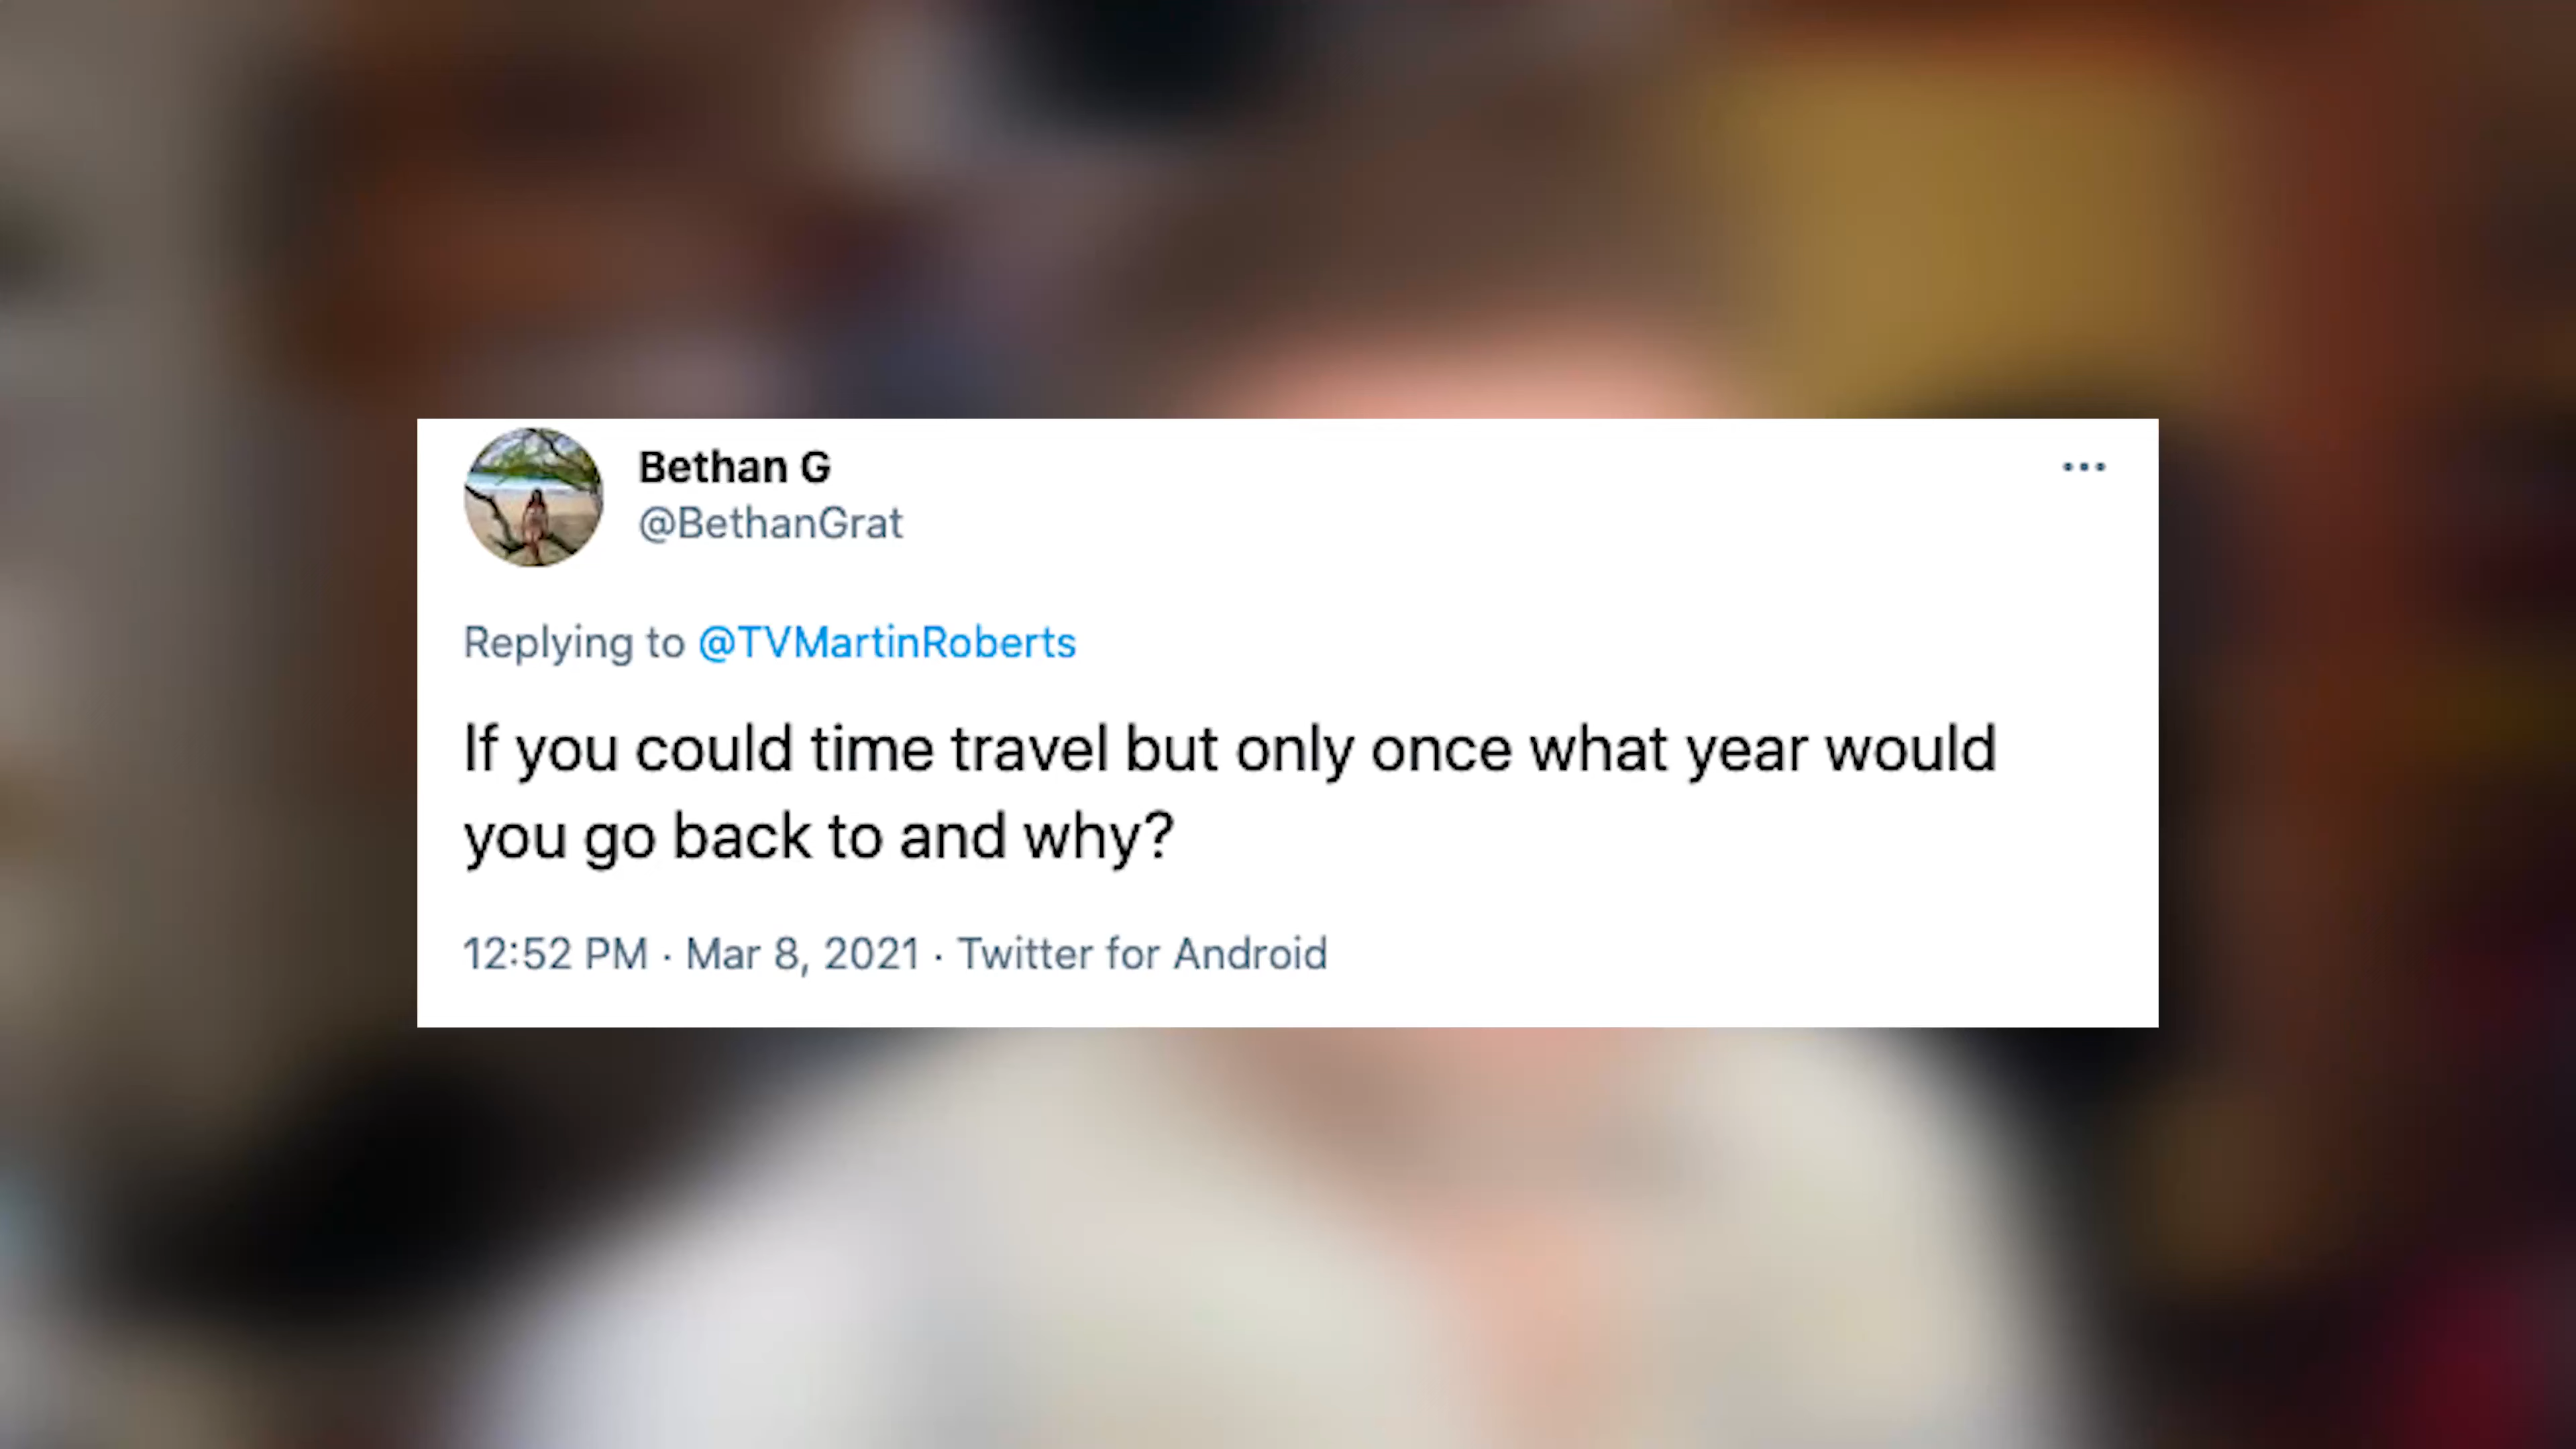 Bethan G
@BethanGrat
Replying to @TVMartinRoberts
If you could time travel but only once what year would
you go back to and why?
12:52 PM · Mar 8, 2021 · Twitter for Android